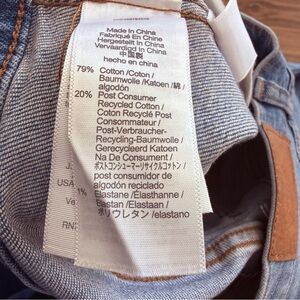 Made in China
Fabriqué En Chine
Hergestellt In China
Vervaardigd In China
中国製
hecho en china
79% Cotton /Coton /
Baumwolle /Katoen /綿 /
algodón
20% Post Consumer
Recycled Cotton /
Coton Recyclé Post
Consommateur /
Post-Verbraucher-
Recycling-Baumwolle /
Gerecycleerd Katoen
Na De Consument /
ポストコンシューマーリサイクルコットン /
post consumidor de
algodón reciclado
1% Elastane /Élasthanne /
Elastan /Elastaan /
ポリウレタン /elastano
USA
RN